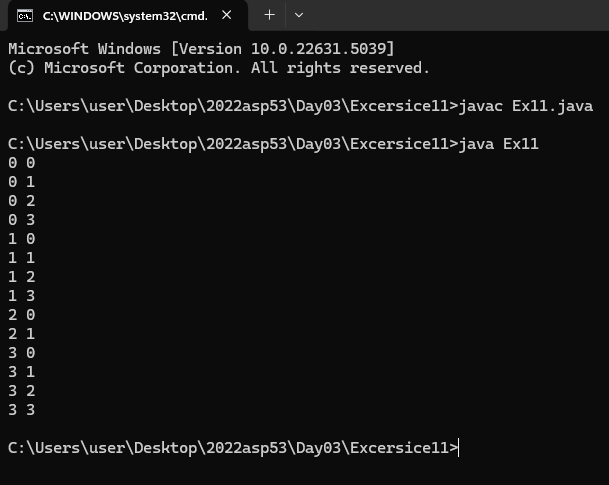 C:\WINDOWS\system32\cmd.
Microsoft Windows [Version 10.0.22631.5039]
(c) Microsoft Corporation. All rights reserved.
C:\Users\user\Desktop\2022asp53\Day03\Excersice11>javac Ex11.java
C:\Users\user\Desktop\2022asp53\Day03\Excersice11>java Ex11
0 0
0 1
0 2
0 3
1 0
1 1
1 2
1 3
2 0
2 1
3 0
3 1
3 2
3 3
C:\Users\user\Desktop\2022asp53\Day03\Excersice11>